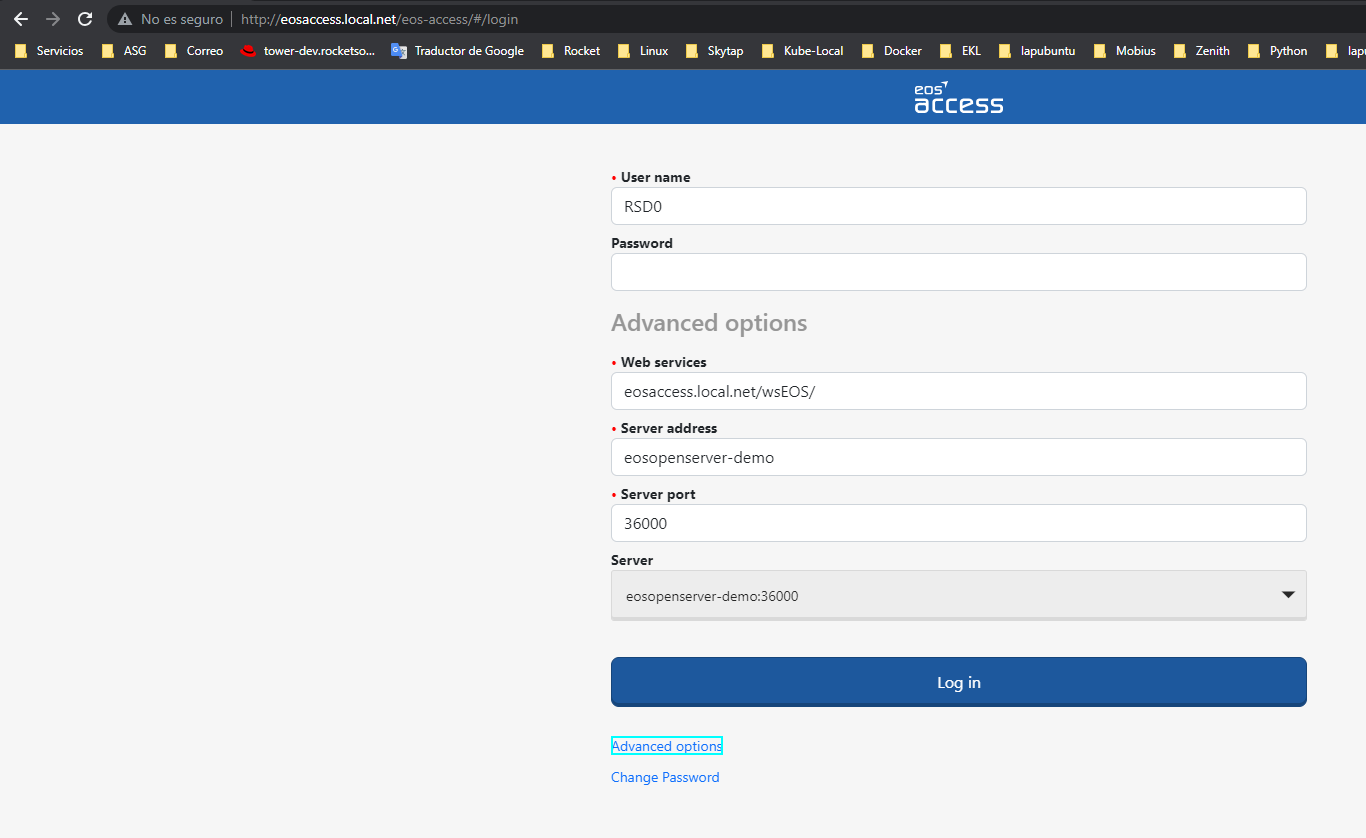 No es seguro http://eosaccess.local.net/eos-access/#/login
Servicios ASG Correo tower-dev.rocketso... Traductor de Google Rocket Linux Skytap Kube-Local Docker EKL lapubuntu Mobius Zenith Python lapu
eos
access
• User name
RSD0
Password
Advanced options
• Web services
eosaccess.local.net/wsEOS/
• Server address
eosopenserver-demo
• Server port
36000
Server
eosopenserver-demo:36000
Log in
Advanced options
Change Password